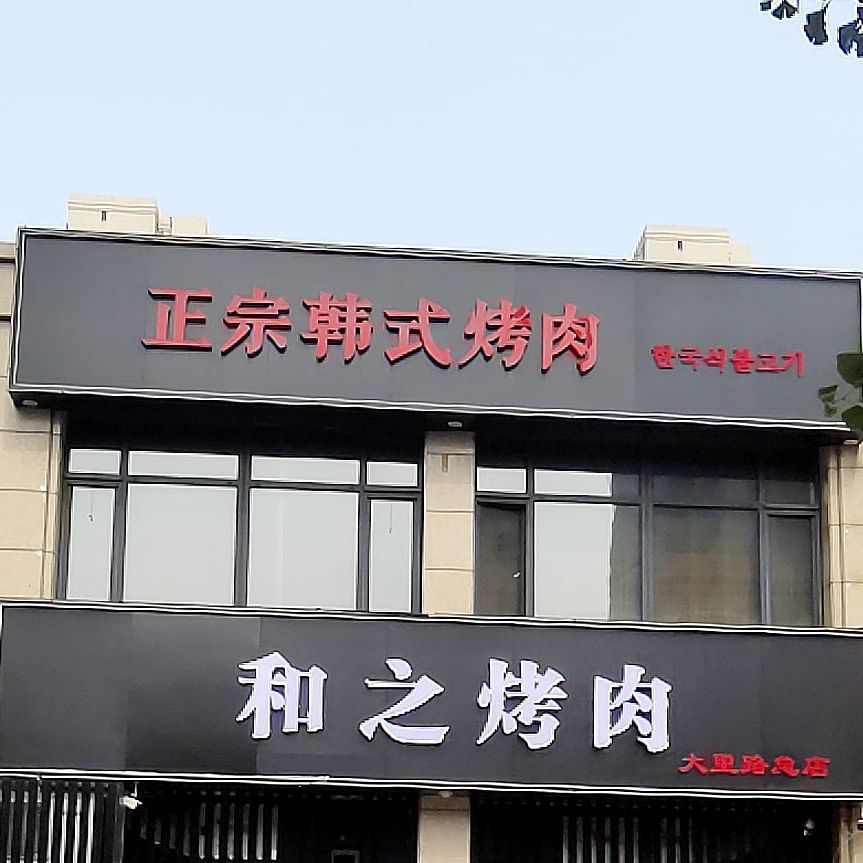 正宗韩式烤肉
한국식불고기
和之烤肉
大里路总店